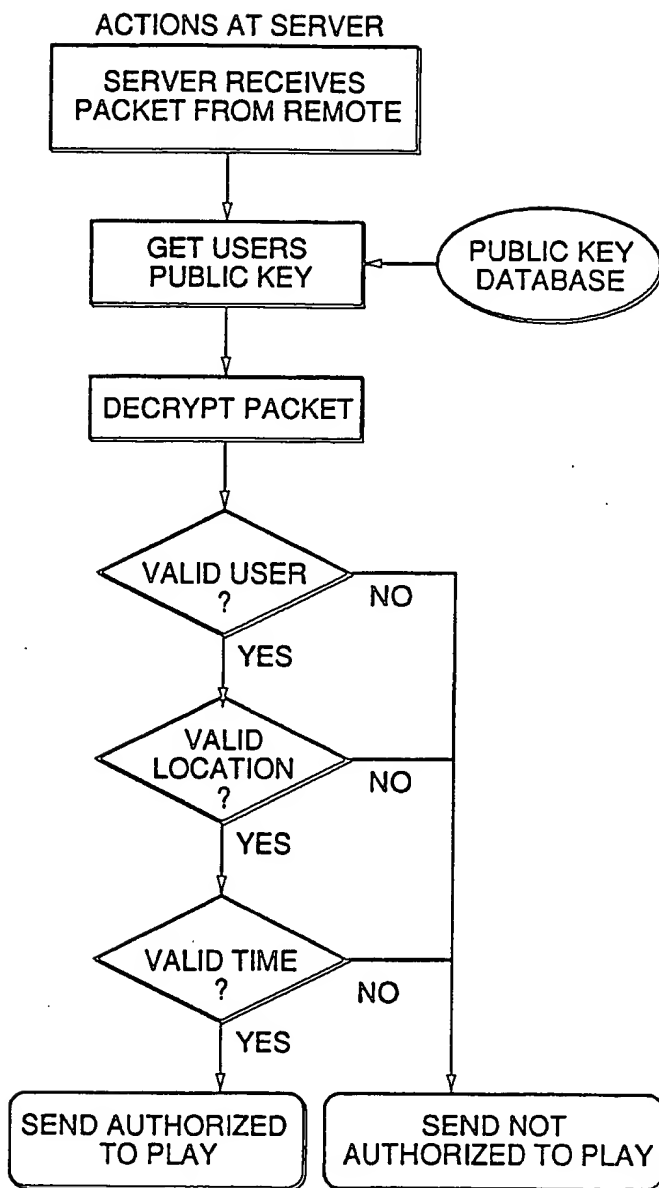 ACTIONS AT SERVER
SERVER RECEIVES
PACKET FROM REMOTE
GET USERS
PUBLIC KEY
PUBLIC KEY
DATABASE
DECRYPT PACKET
VALID USER
?
NO
YES
VALID
LOCATION
?
NO
YES
VALID TIME
?
NO
YES
SEND AUTHORIZED
TO PLAY
SEND NOT
AUTHORIZED TO PLAY